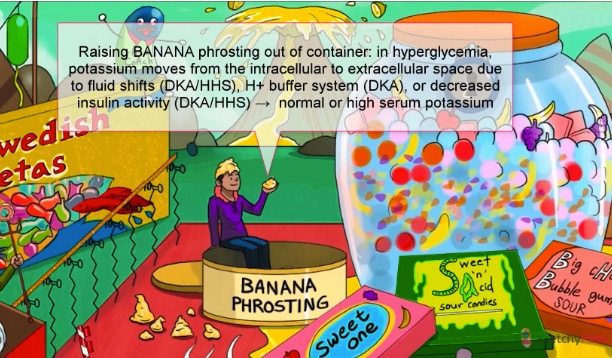 Raising BANANA phrosting out of container: in hyperglycemia,
potassium moves from the intracellular to extracellular space due
to fluid shifts (DKA/HHS), H+ buffer system (DKA), or decreased
insulin activity (DKA/HHS) → normal or high serum potassium
wedish
etas
BANANA
PHROSTING
Sweet
one
Sweet
'n'
Acid
sour candies
Big
Bubble gum
SOUR